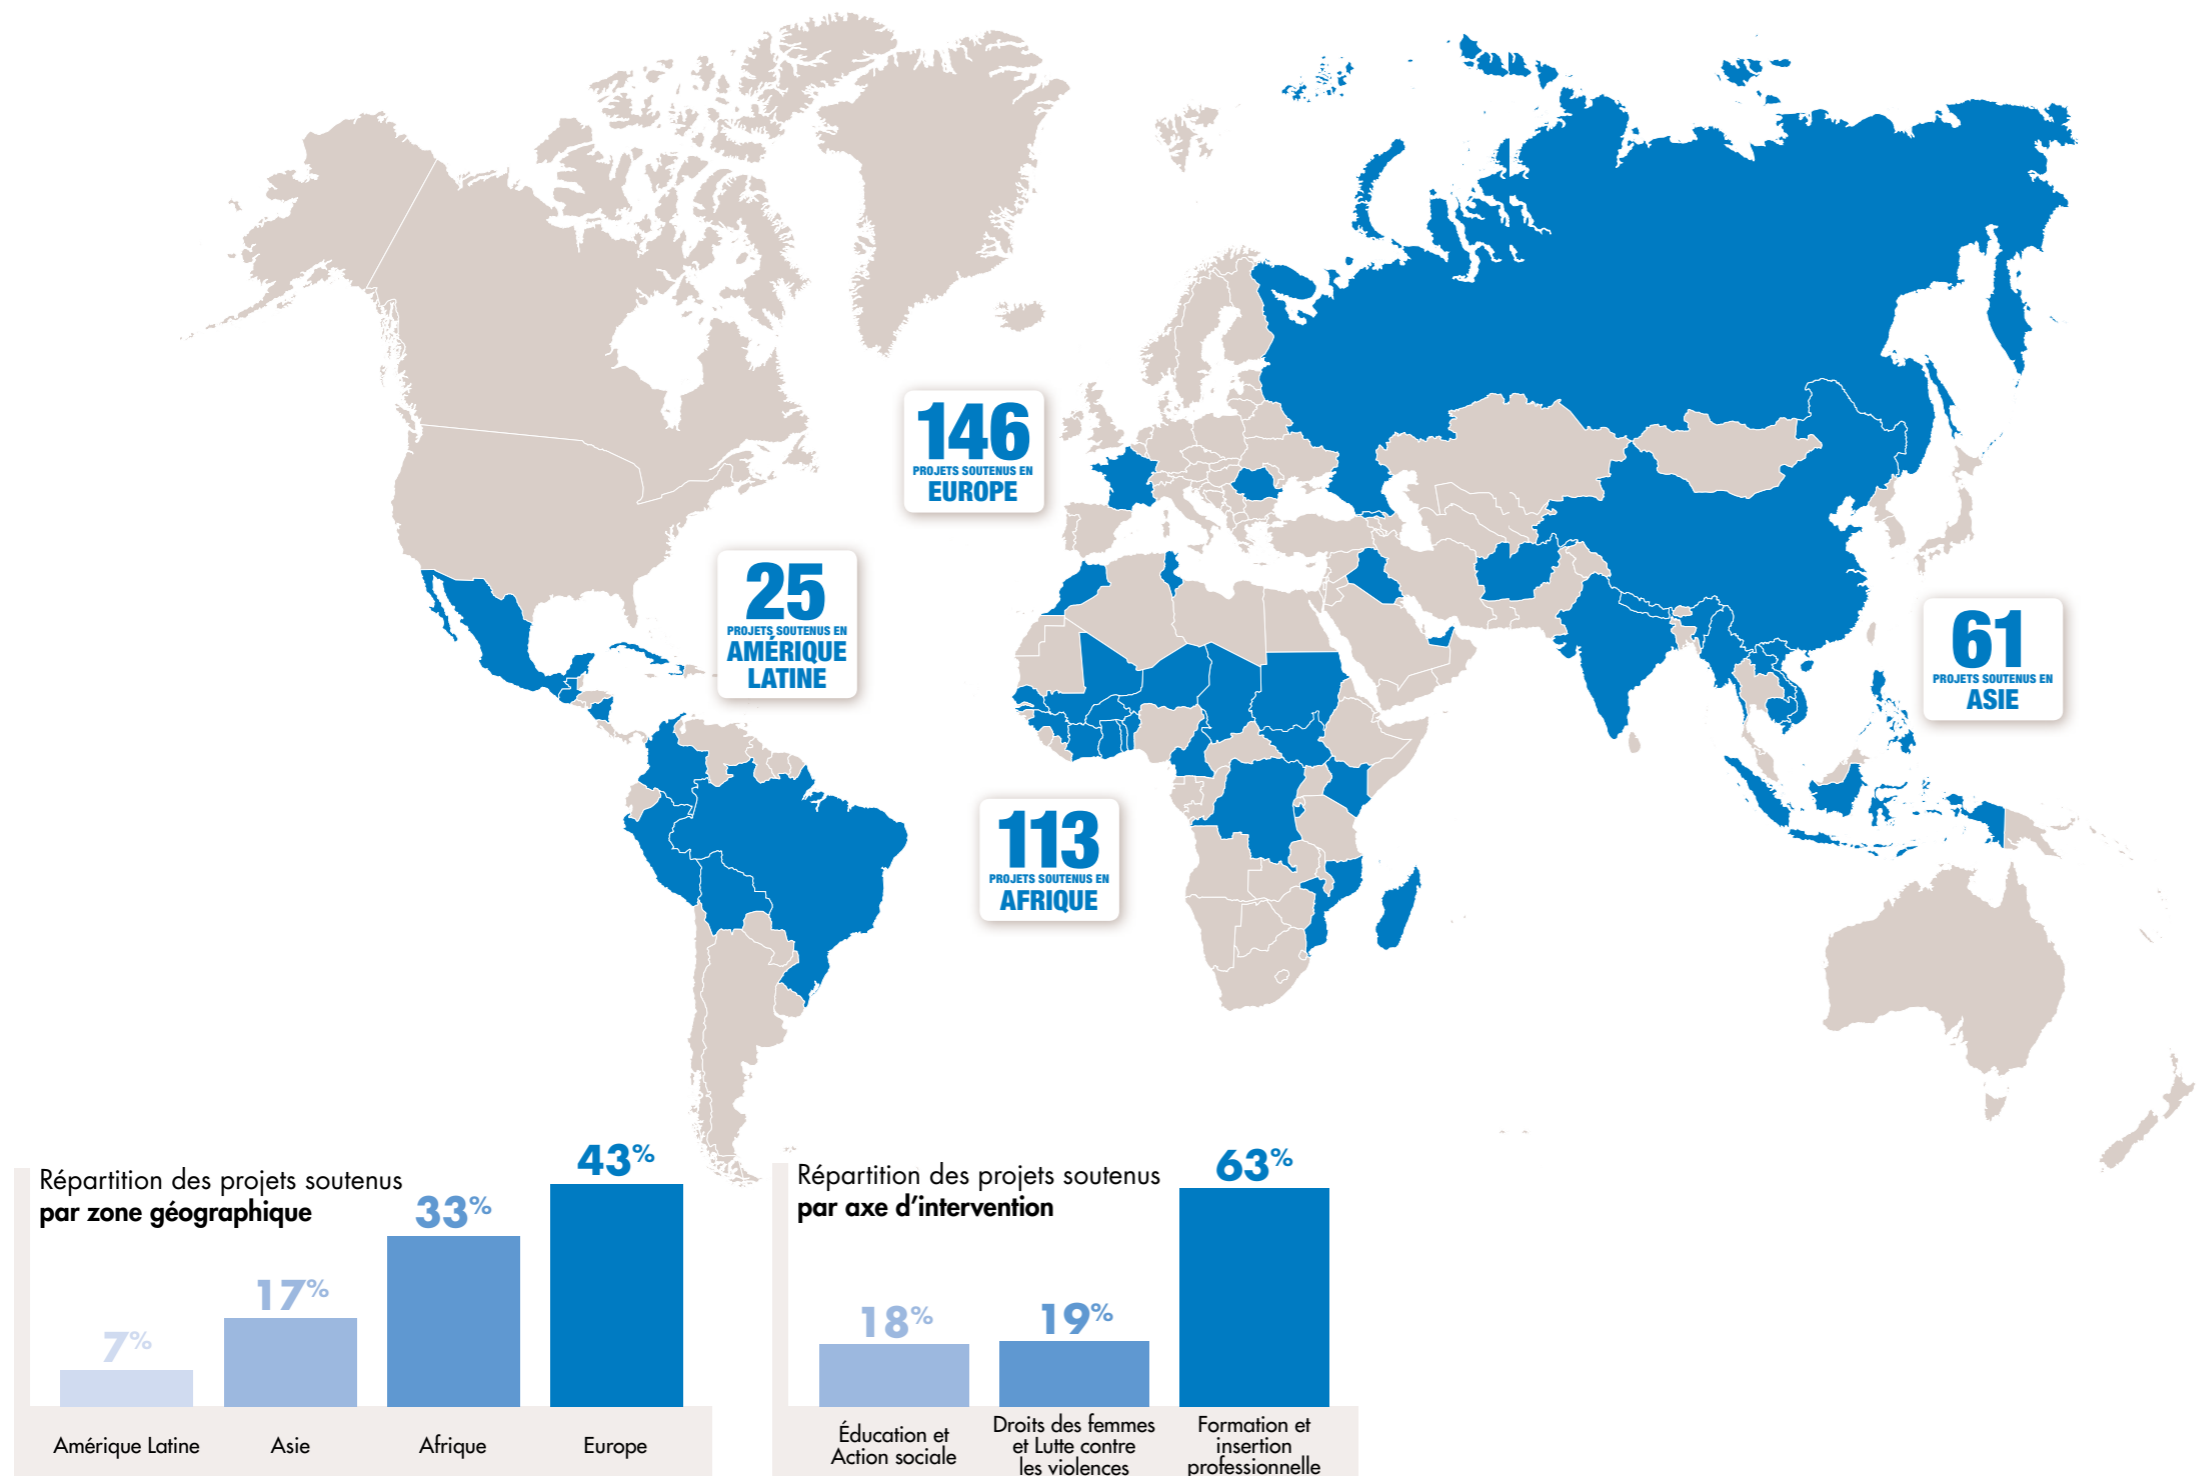 146
PROJETS SOUTENUS EN
EUROPE
25
PROJETS SOUTENUS EN
AMÉRIQUE
LATINE
61
PROJETS SOUTENUS EN
ASIE
113
PROJETS SOUTENUS EN
AFRIQUE
Répartition des projets soutenus
par zone géographique
7%
17%
33%
43%
Amérique Latine
Asie
Afrique
Europe
Répartition des projets soutenus
par axe d'intervention
18%
19%
63%
Éducation et
Action sociale
Droits des femmes
et Lutte contre
les violences
Formation et
insertion
professionnelle